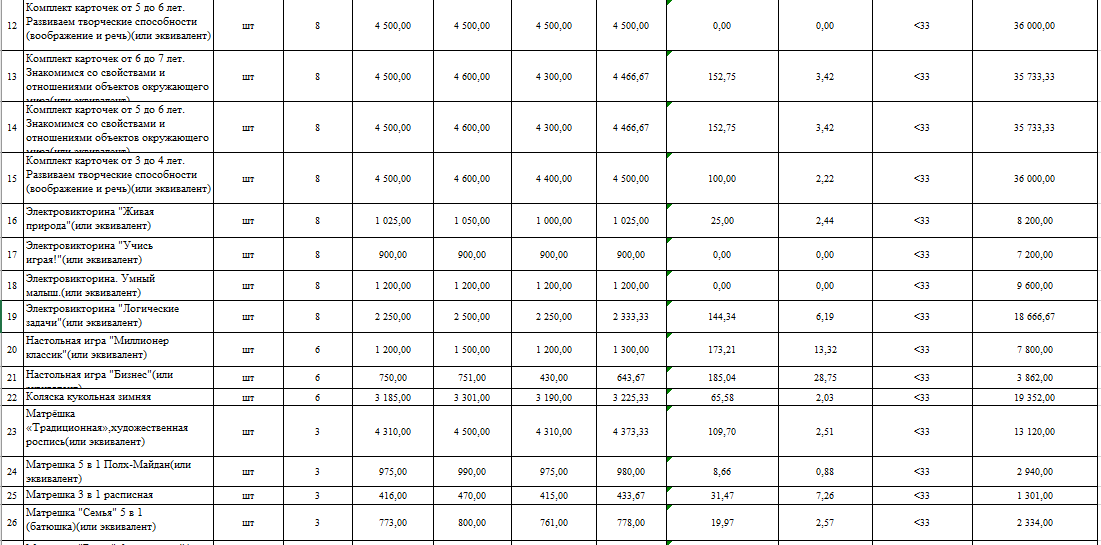 Комплект карточек от 5 до 6 лет.
12 Развиваем творческие способности шт 8 4 500,00 4 500,00 4 500,00 4 500,00 0,00 0,00 <33 36 000,00
(воображение и речь)(или эквивалент)
Комплект карточек от 6 до 7 лет.
13 Знакомимся со свойствами и шт 8 4 500,00 4 600,00 4 300,00 4 466,67 152,75 3,42 <33 35 733,33
отношениями объектов окружающего
мира(или эквивалент)
Комплект карточек от 5 до 6 лет.
14 Знакомимся со свойствами и шт 8 4 500,00 4 600,00 4 300,00 4 466,67 152,75 3,42 <33 35 733,33
отношениями объектов окружающего
мира(или эквивалент)
Комплект карточек от 3 до 4 лет.
15 Развиваем творческие способности шт 8 4 500,00 4 600,00 4 400,00 4 500,00 100,00 2,22 <33 36 000,00
(воображение и речь)(или эквивалент)
16 Электровикторина "Живая шт 8 1 025,00 1 050,00 1 000,00 1 025,00 25,00 2,44 <33 8 200,00
природа"(или эквивалент)
17 Электровикторина "Учись шт 8 900,00 900,00 900,00 900,00 0,00 0,00 <33 7 200,00
играя!"(или эквивалент)
18 Электровикторина. Умный шт 8 1 200,00 1 200,00 1 200,00 1 200,00 0,00 0,00 <33 9 600,00
малыш.(или эквивалент)
19 Электровикторина "Логические шт 8 2 250,00 2 500,00 2 250,00 2 333,33 144,34 6,19 <33 18 666,67
задачи"(или эквивалент)
20 Настольная игра "Миллионер шт 6 1 200,00 1 500,00 1 200,00 1 300,00 173,21 13,32 <33 7 800,00
классик"(или эквивалент)
21 Настольная игра "Бизнес"(или шт 6 750,00 751,00 430,00 643,67 185,04 28,75 <33 3 862,00
эквивалент)
22 Коляска кукольная зимняя шт 6 3 185,00 3 301,00 3 190,00 3 225,33 65,58 2,03 <33 19 352,00
Матрёшка
23 «Традиционная»,художественная шт 3 4 310,00 4 500,00 4 310,00 4 373,33 109,70 2,51 <33 13 120,00
роспись(или эквивалент)
24 Матрешка 5 в 1 Полх-Майдан(или шт 3 975,00 990,00 975,00 980,00 8,66 0,88 <33 2 940,00
эквивалент)
25 Матрешка 3 в 1 расписная шт 3 416,00 470,00 415,00 433,67 31,47 7,26 <33 1 301,00
26 Матрешка "Семья" 5 в 1 шт 3 773,00 800,00 761,00 778,00 19,97 2,57 <33 2 334,00
(батюшка)(или эквивалент)